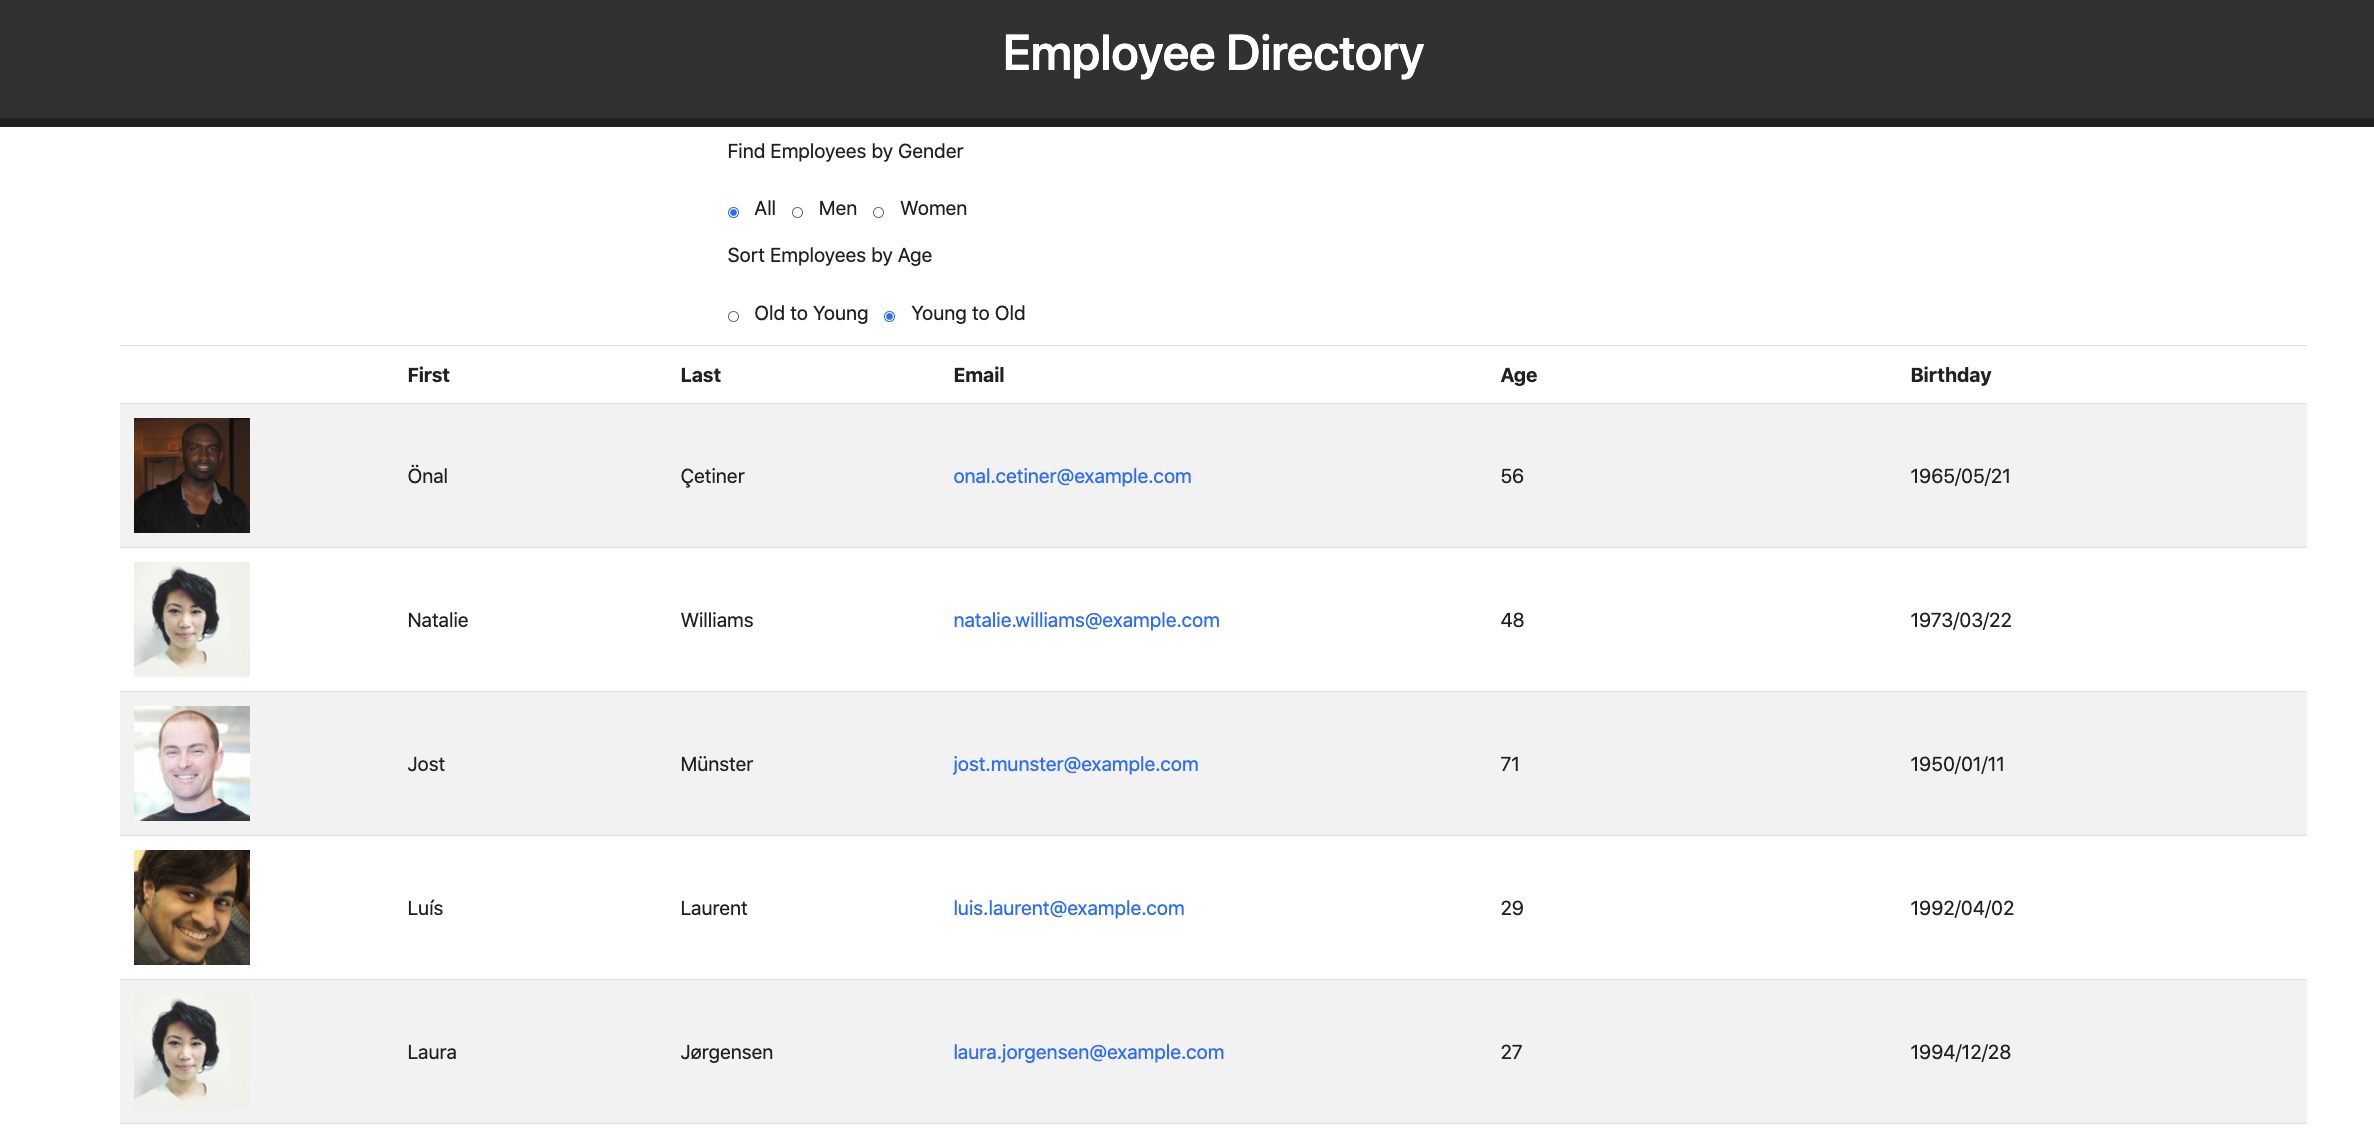 Employee Directory
Find Employees by Gender
All Men Women
Sort Employees by Age
Old to Young Young to Old
First Last Email Age Birthday
Önal Çetiner onal.cetiner@example.com 56 1965/05/21
Natalie Williams natalie.williams@example.com 48 1973/03/22
Jost Münster jost.munster@example.com 71 1950/01/11
Luís Laurent luis.laurent@example.com 29 1992/04/02
Laura Jørgensen laura.jorgensen@example.com 27 1994/12/28